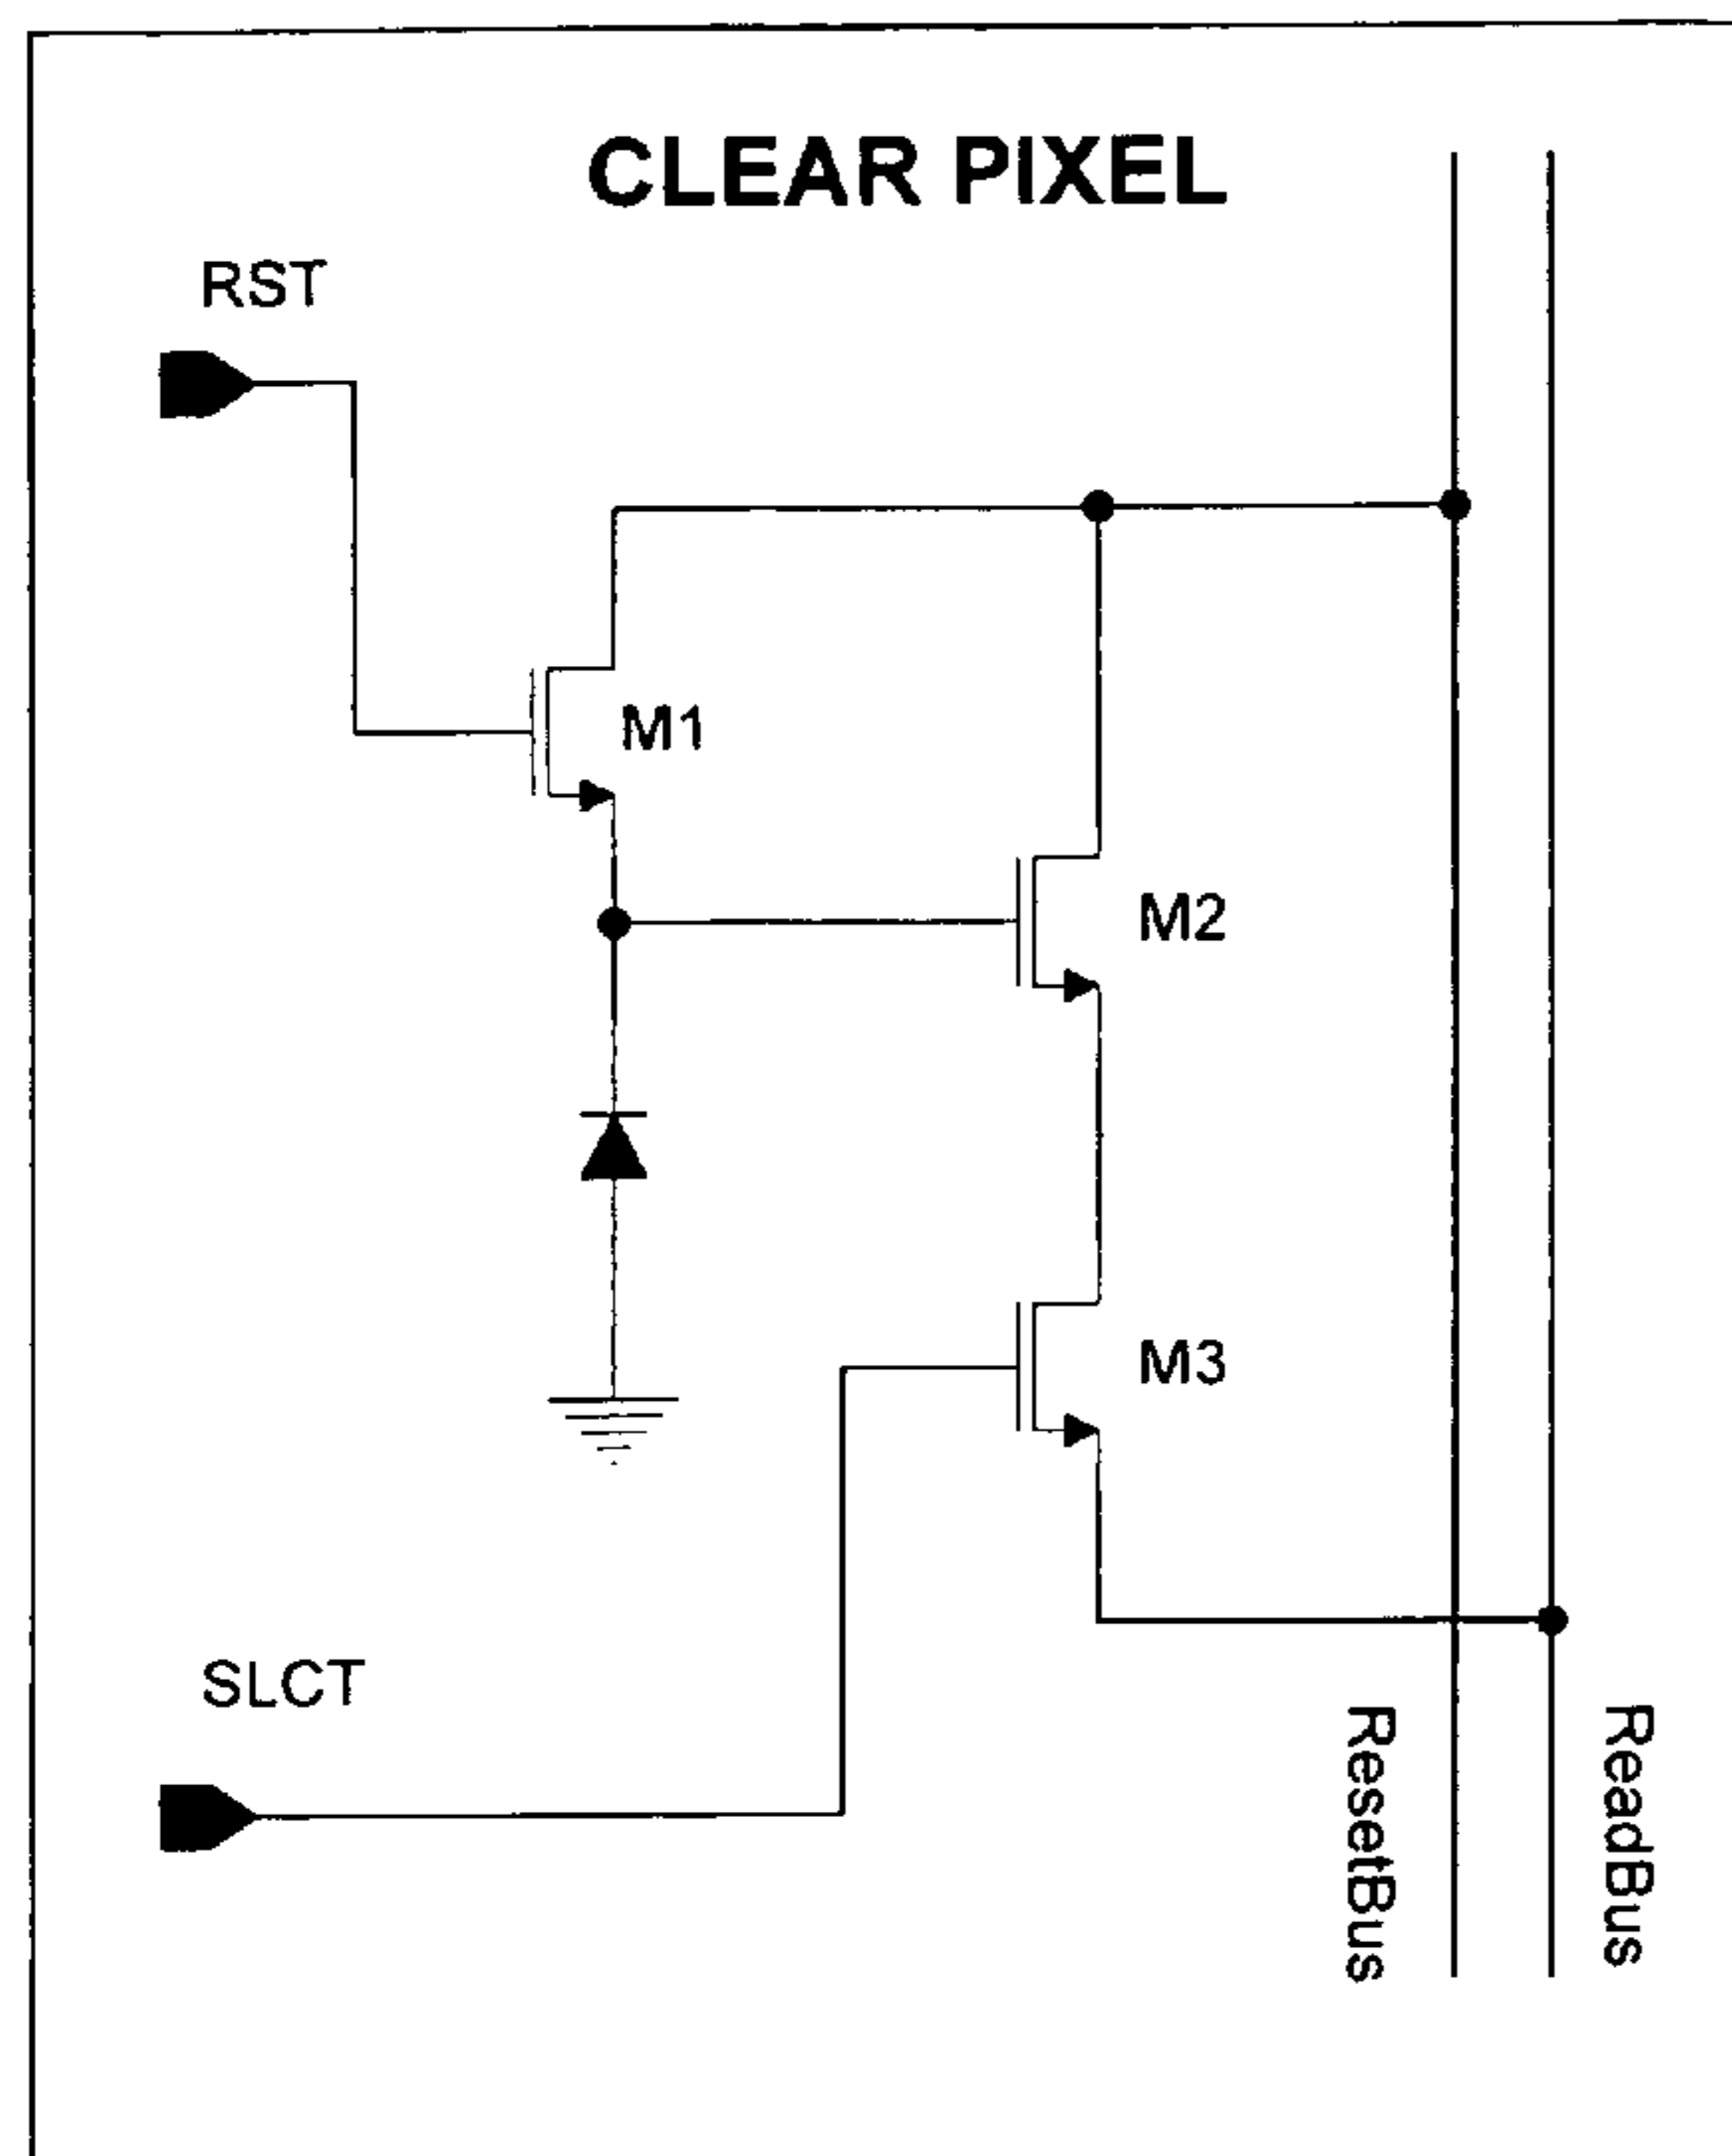 CLEAR PIXEL
RST
M1
M2
M3
SLCT
ResetBus
ReadBus